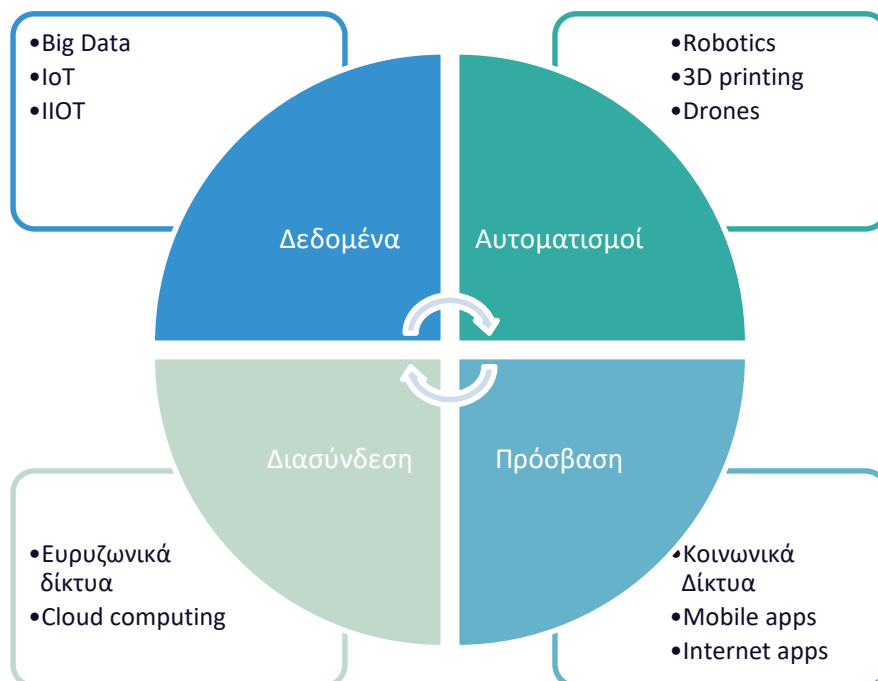 •Big Data
•IoT
•IIOT
•Robotics
•3D printing
•Drones
Δεδομένα
Αυτοματισμοί
Διασύνδεση
Πρόσβαση
•Ευρυζωνικά
δίκτυα
•Cloud computing
•Κοινωνικά
Δίκτυα
•Mobile apps
•Internet apps